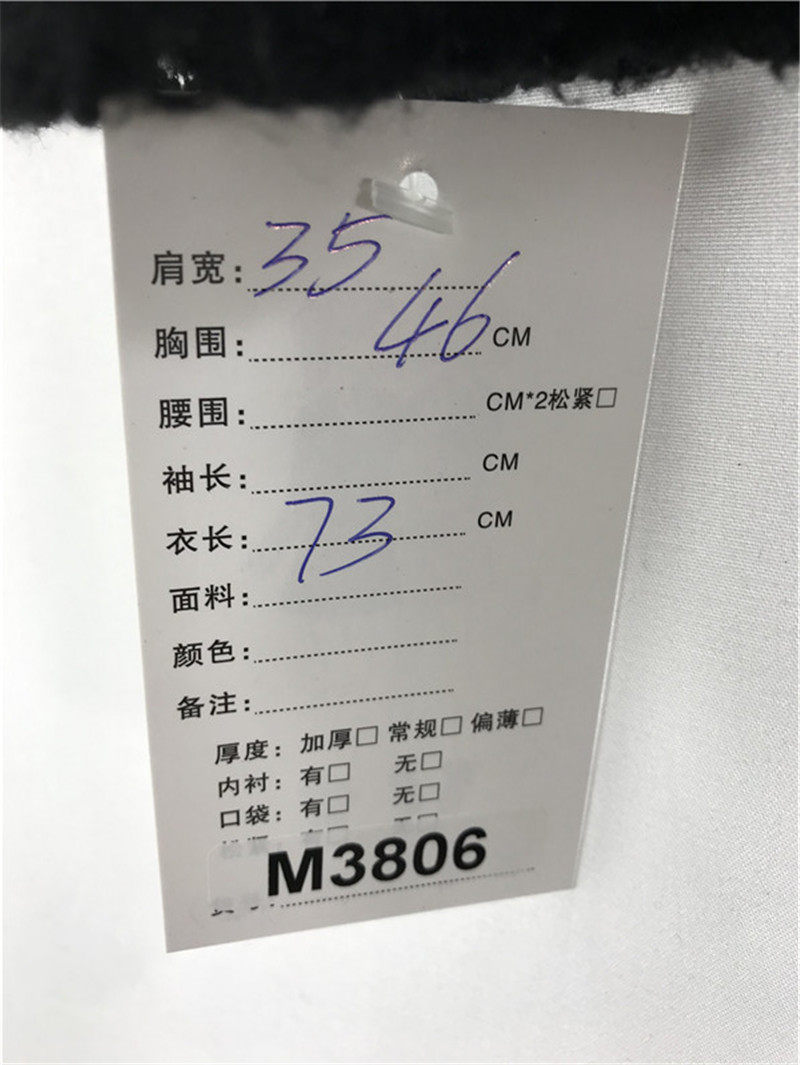 肩宽：35
胸围：46 CM
腰围： CM*2松紧□
袖长： CM
衣长：73 CM
面料：
颜色：
备注：
厚度：加厚□ 常规□ 偏薄□
内衬：有□ 无□
口袋：有□ 无□
M3806